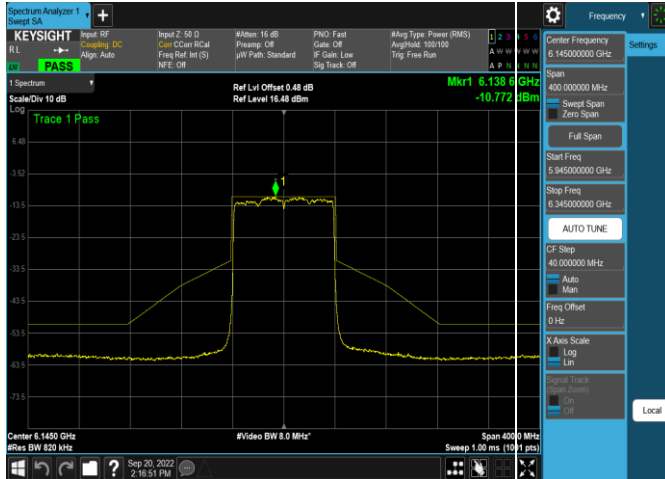 Spectrum Analyzer 1
Swept SA
+
Frequency
KEYSIGHT
RL
PASS
Input: RF
Coupling: DC
Align: Auto
Input Z: 50 Ω
Corr CCorr RCal
Freq Ref: Int (S)
NFE: Off
#Atten: 16 dB
Preamp: Off
µW Path: Standard
PNO: Fast
Gate: Off
IF Gain: Low
Sig Track: Off
#Avg Type: Power (RMS)
Avg|Hold: 100/100
Trig: Free Run
1 2 3 4 5 6
A W W W W W
A P N N N N
1 Spectrum
Scale/Div 10 dB
Log
Ref Lvl Offset 0.48 dB
Ref Level 16.48 dBm
Mkr1 6.138 6 GHz
-10.772 dBm
Trace 1 Pass
1
6.48
-3.52
-13.5
-23.5
-33.5
-43.5
-53.5
-63.5
-73.5
Center 6.1450 GHz
#Res BW 820 kHz
#Video BW 8.0 MHz*
Span 400.0 MHz
Sweep 1.00 ms (1001 pts)
Sep 20, 2022
2:16:51 PM
Center Frequency
6.145000000 GHz
Settings
Span
400.000000 MHz
Swept Span
Zero Span
Full Span
Start Freq
5.945000000 GHz
Stop Freq
6.345000000 GHz
AUTO TUNE
CF Step
40.000000 MHz
Auto
Man
Freq Offset
0 Hz
X Axis Scale
Log
Lin
Signal Track
(Span Zoom)
On
Off
Local